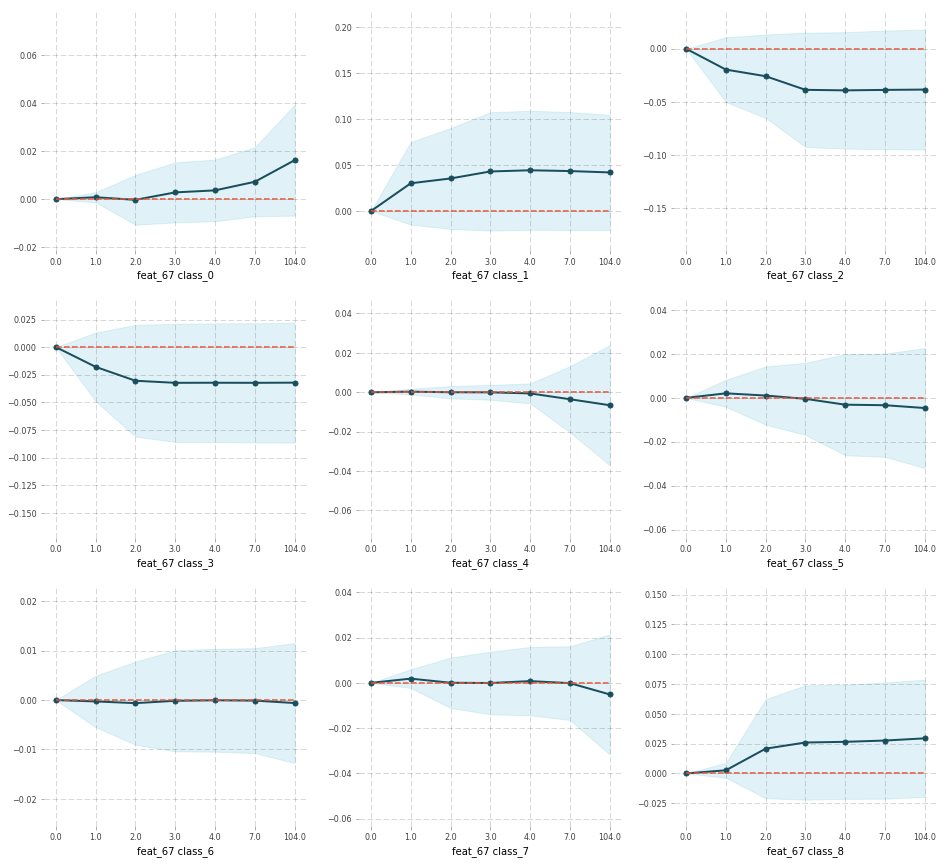 0.06
0.04
0.02
0.00
−0.02
0.0 1.0 2.0 3.0 4.0 7.0 104.0
feat_67 class_0
0.20
0.15
0.10
0.05
0.00
0.0 1.0 2.0 3.0 4.0 7.0 104.0
feat_67 class_1
0.00
−0.05
−0.10
−0.15
0.0 1.0 2.0 3.0 4.0 7.0 104.0
feat_67 class_2
0.025
0.000
−0.025
−0.050
−0.075
−0.100
−0.125
−0.150
0.0 1.0 2.0 3.0 4.0 7.0 104.0
feat_67 class_3
0.04
0.02
0.00
−0.02
−0.04
−0.06
0.0 1.0 2.0 3.0 4.0 7.0 104.0
feat_67 class_4
0.04
0.02
0.00
−0.02
−0.04
−0.06
0.0 1.0 2.0 3.0 4.0 7.0 104.0
feat_67 class_5
0.02
0.01
0.00
−0.01
−0.02
0.0 1.0 2.0 3.0 4.0 7.0 104.0
feat_67 class_6
0.04
0.02
0.00
−0.02
−0.04
−0.06
0.0 1.0 2.0 3.0 4.0 7.0 104.0
feat_67 class_7
0.150
0.125
0.100
0.075
0.050
0.025
0.000
−0.025
0.0 1.0 2.0 3.0 4.0 7.0 104.0
feat_67 class_8